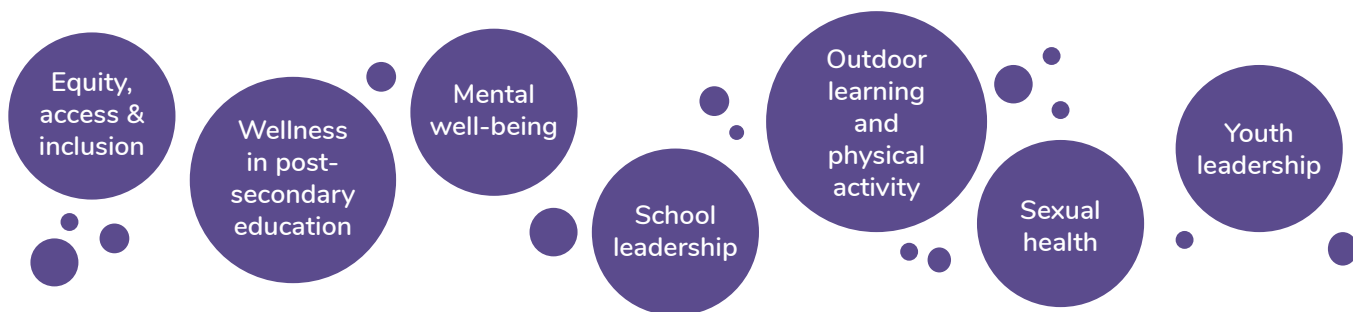 Equity,
access &
inclusion
Wellness
in post-
secondary
education
Mental
well-being
School
leadership
Outdoor
learning
and
physical
activity
Sexual
health
Youth
leadership